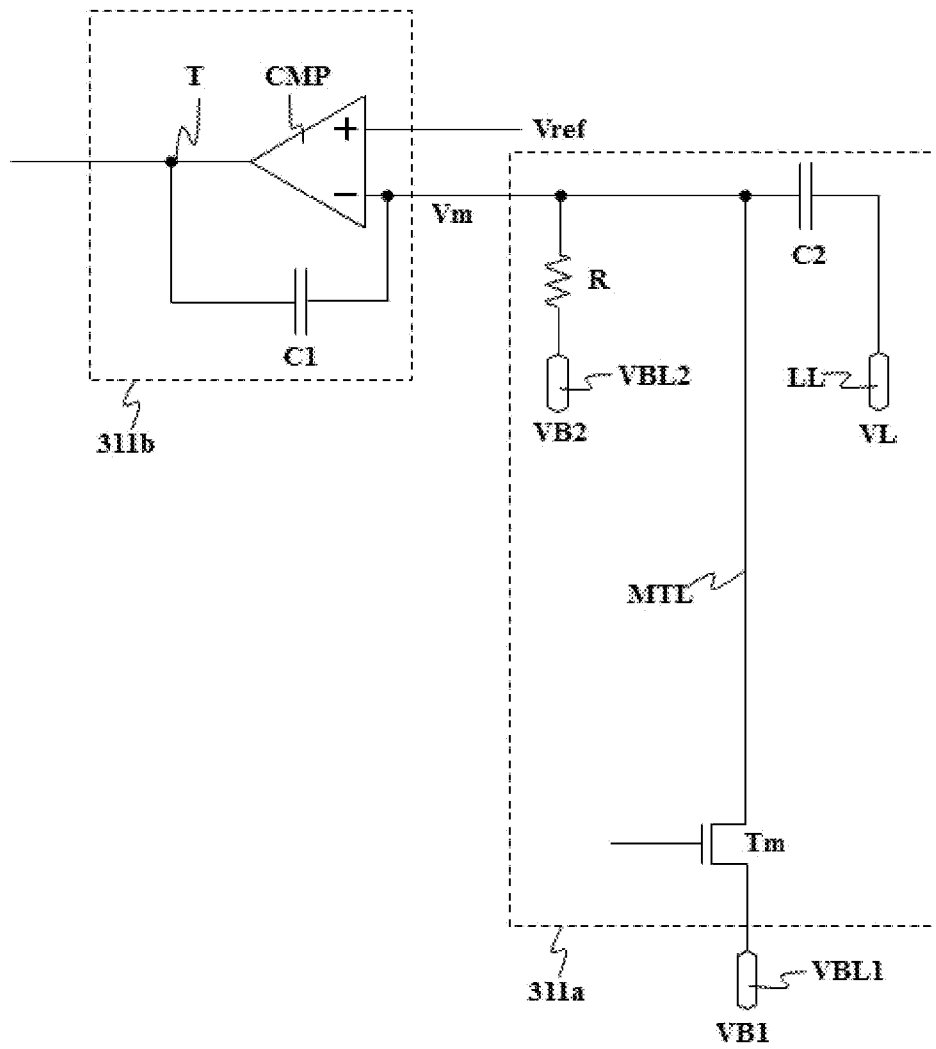 T
CMP
+
Vref
−
Vm
C2
R
C1
VBL2
LL
VB2
VL
311b
MTL
Tm
VBL1
311a
VB1